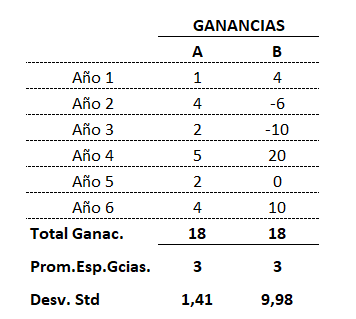 GANANCIAS
A B
Año 1 1 4
Año 2 4 -6
Año 3 2 -10
Año 4 5 20
Año 5 2 0
Año 6 4 10
Total Ganac. 18 18
Prom.Esp.Gcias. 3 3
Desv. Std 1,41 9,98